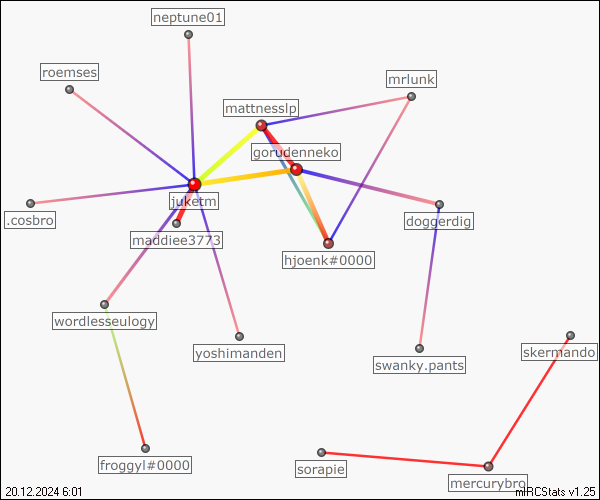 neptune01
roemses
mrlunk
mattnesslp
gorudenneko
juketm
.cosbro
doggerdig
maddiee3773
hjoenk#0000
wordlesseulogy
yoshimanden
skermando
swanky.pants
froggyl#0000
sorapie
mercurybro
20.12.2024 6:01
mIRCStats v1.25